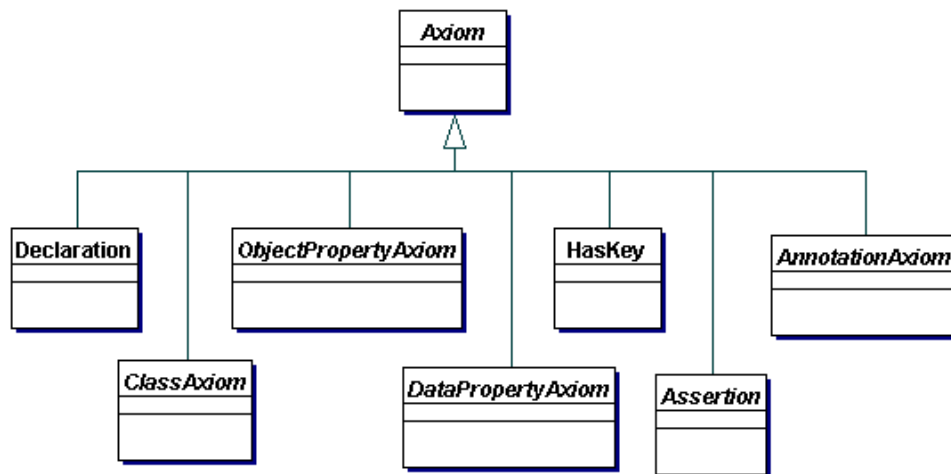 Axiom
Declaration
ObjectPropertyAxiom
HasKey
AnnotationAxiom
ClassAxiom
DataPropertyAxiom
Assertion